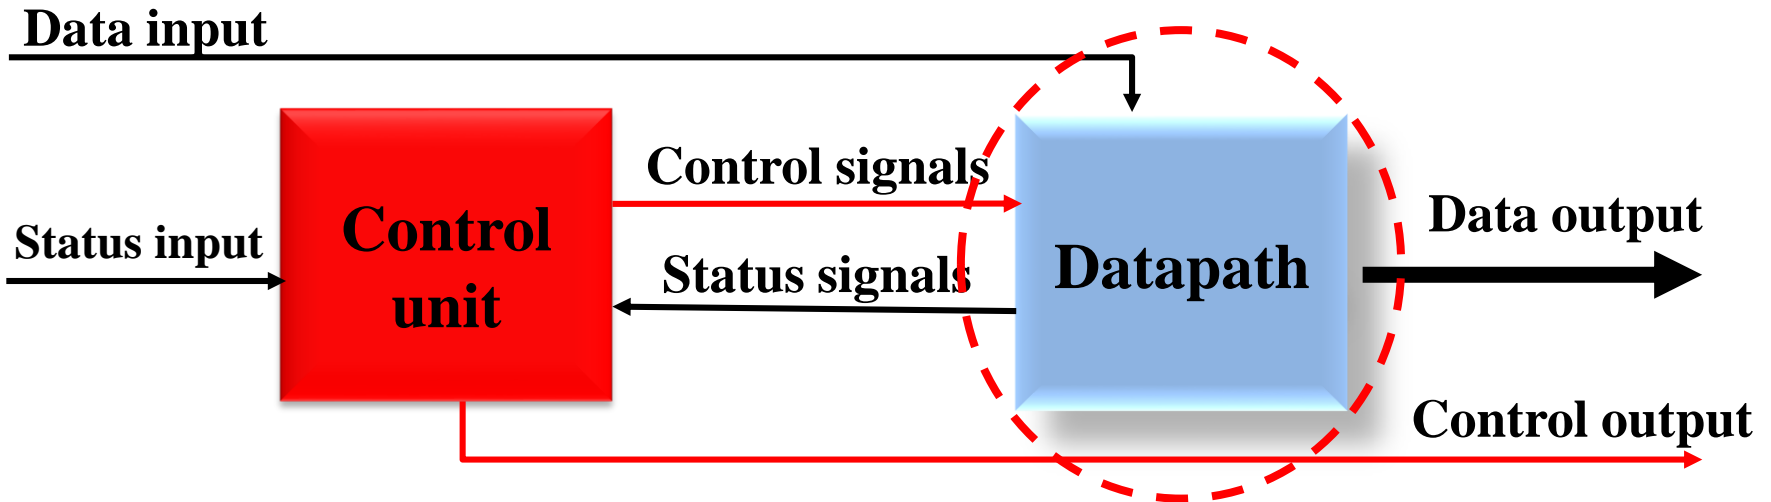 Data input
Control signals
Data output
Control
unit
Status input
Status signals
Datapath
Control output